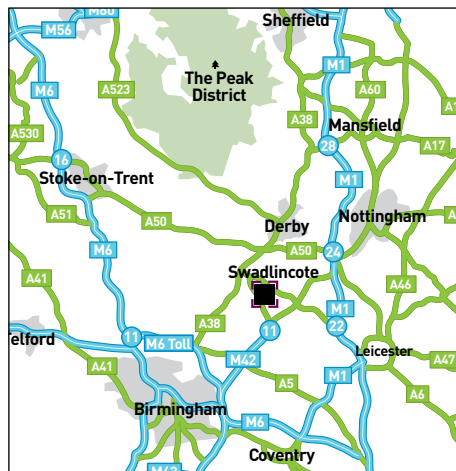 M60
Sheffield
M56
M1
The Peak
District
M6
A523
A60
A38
A530
Mansfield
A17
16
28
Stoke-on-Trent
M1
A51
A50
Derby
Nottingham
M6
A50
24
Swadlincote
A41
A46
M1
11
M6 Toll
A38
11
22
Telford
M42
Leicester
A41
M1
A47
A5
A6
Birmingham
M6
Coventry